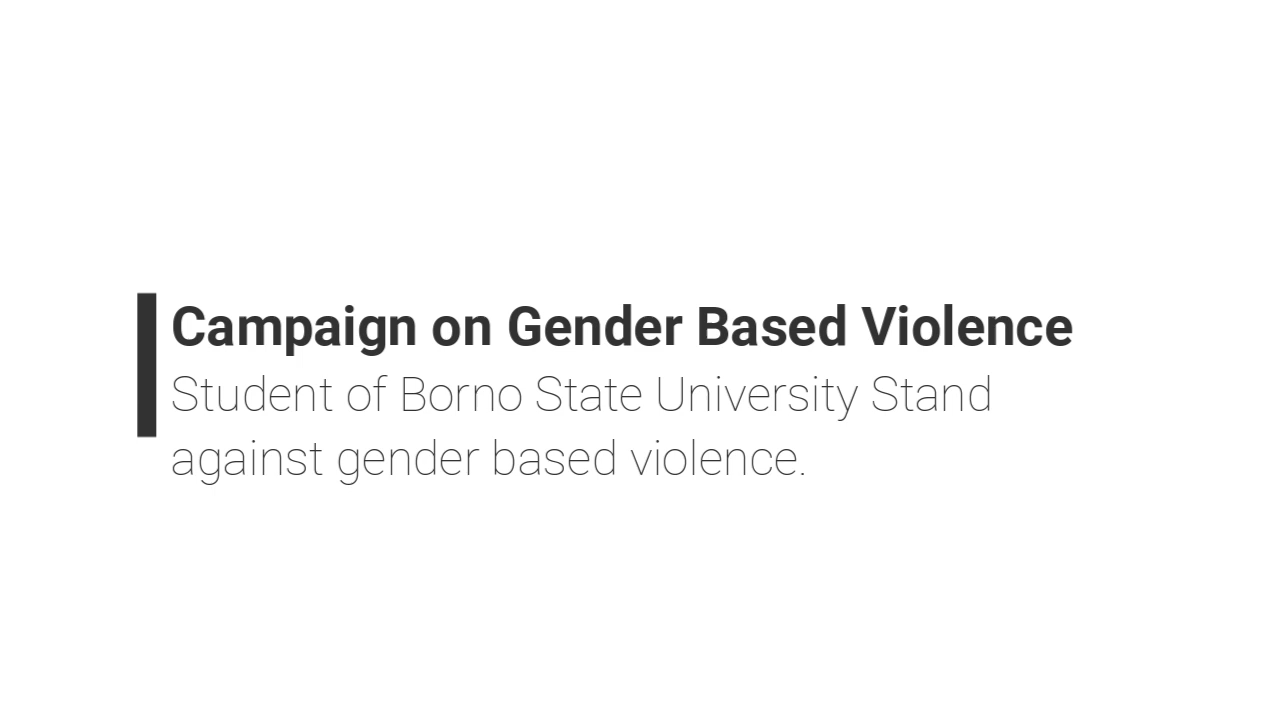 Campaign on Gender Based Violence
Student of Borno State University Stand
against gender based violence.